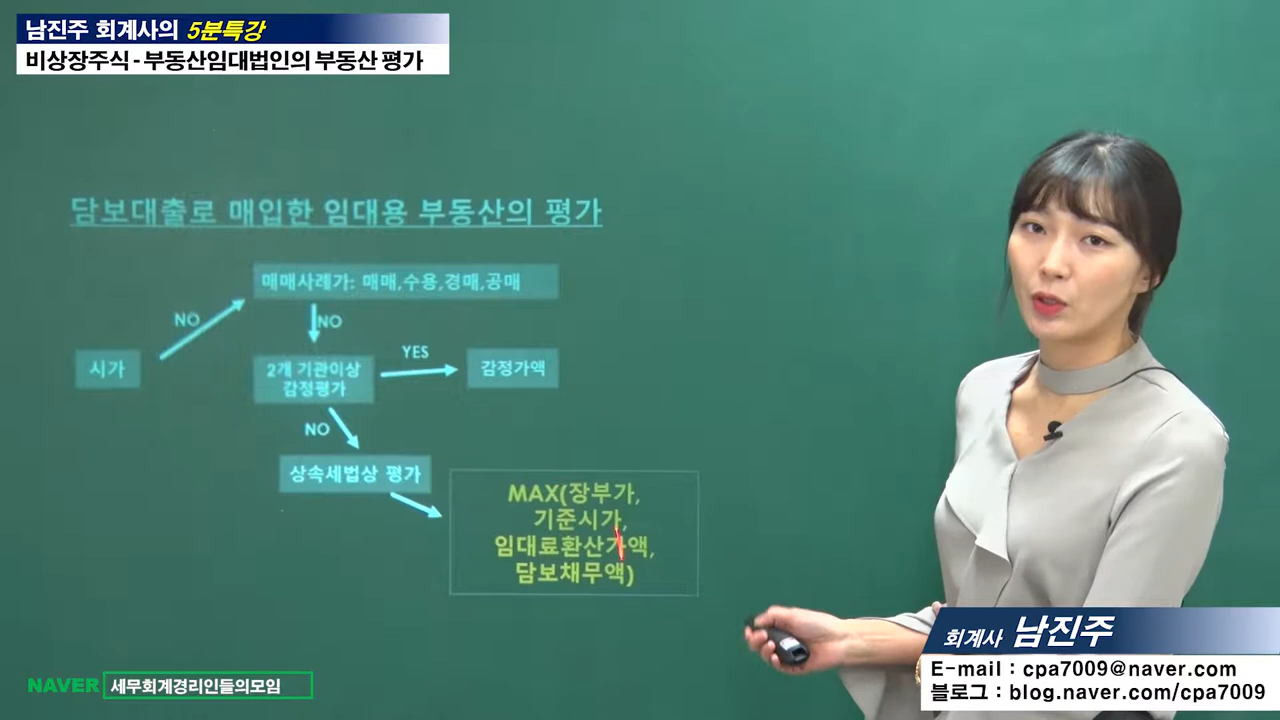 남진주 회계사의 5분특강
비상장주식 - 부동산임대법인의 부동산 평가
담보대출로 매입한 임대용 부동산의 평가
매매사례가: 매매,수용,경매,공매
NO
NO
시가
2개 기관이상
감정평가
YES
감정가액
NO
상속세법상 평가
MAX(장부가,
기준시가,
임대료환산가액,
담보채무액)
회계사 남진주
E-mail : cpa7009@naver.com
블로그 : blog.naver.com/cpa7009
NAVER 세무회계경리인들의모임